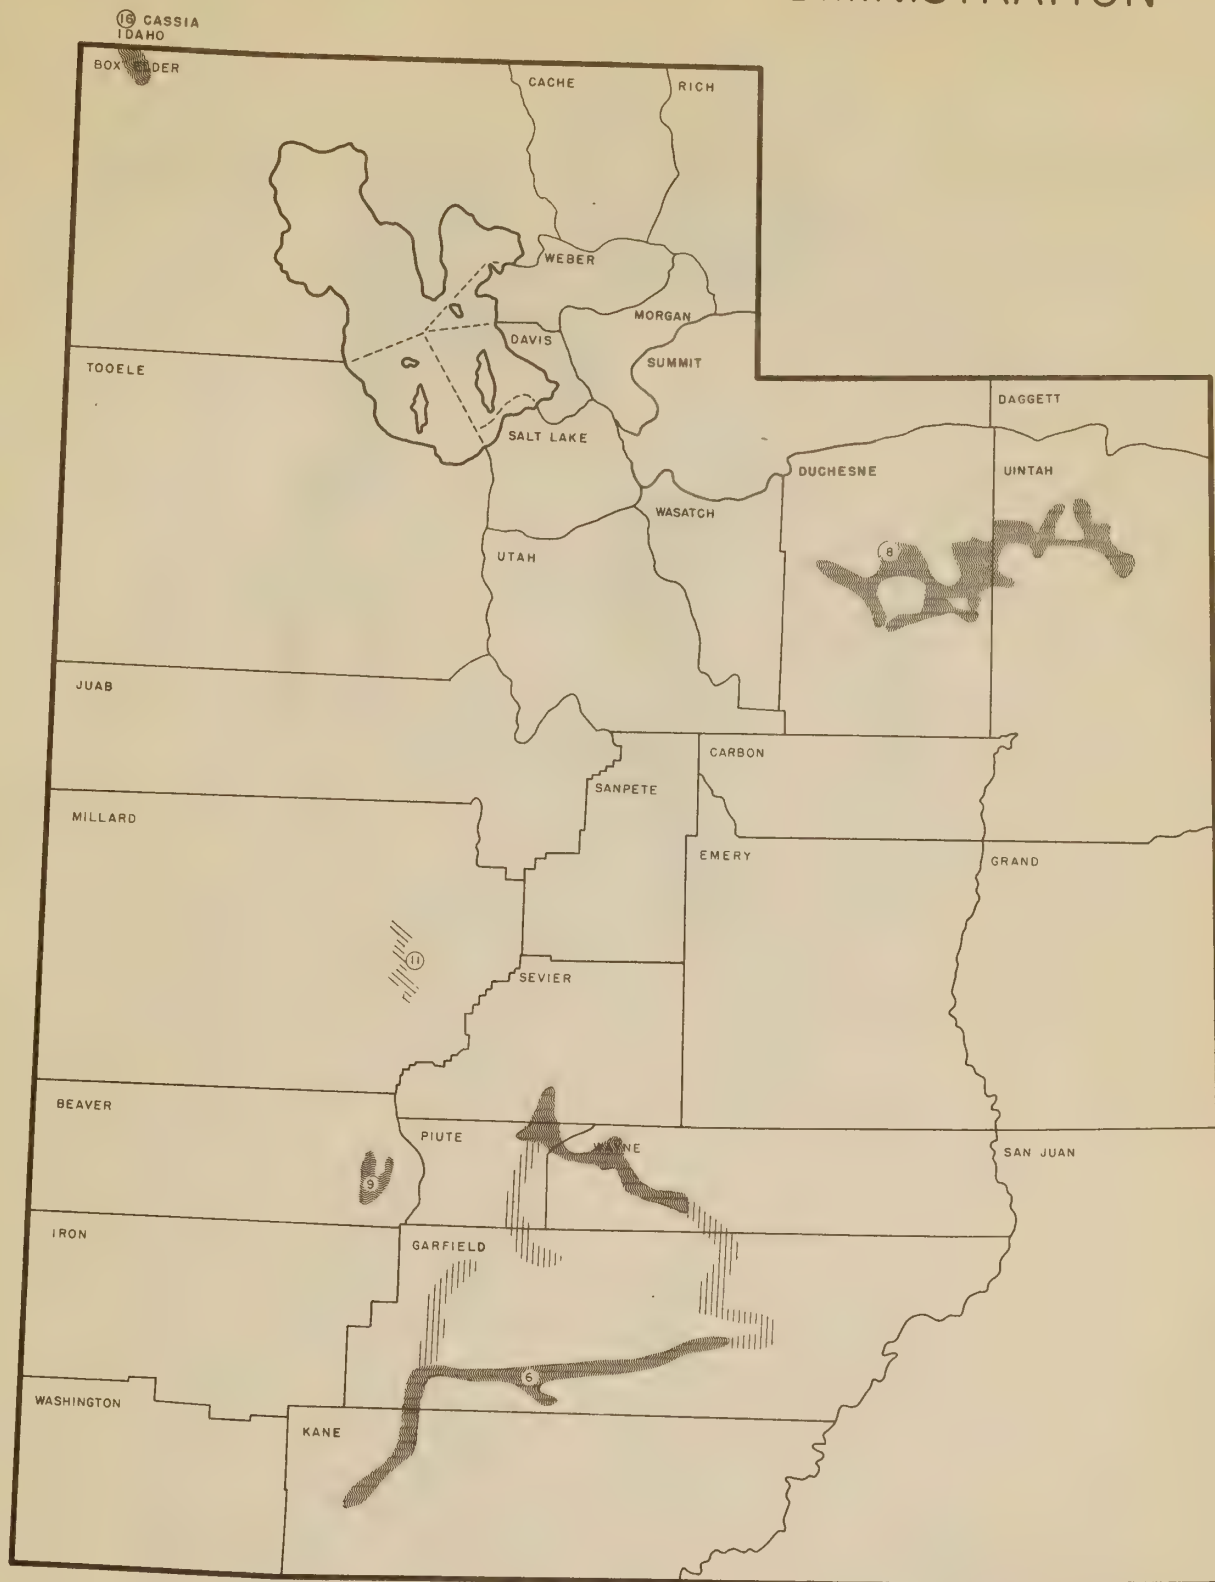 16 CASSIA
IDAHO
BOX ELDER
CACHE
RICH
WEBER
MORGAN
DAVIS
SUMMIT
TOOELE
DAGGETT
SALT LAKE
DUCHESNE
UINTAH
WASATCH
UTAH
8
JUAB
CARBON
SANPETE
MILLARD
EMERY
GRAND
11
SEVIER
BEAVER
PIUTE
WAYNE
SAN JUAN
9
IRON
GARFIELD
6
WASHINGTON
KANE